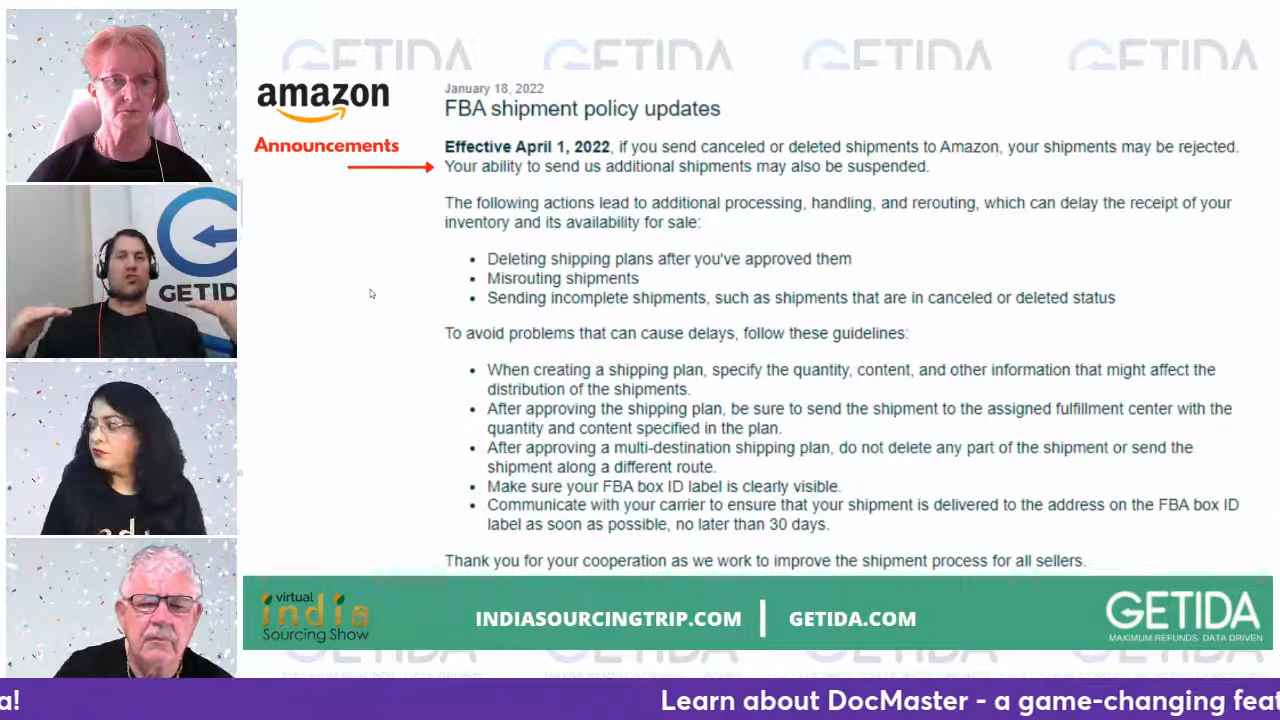 GETIDA GETIDA GETIDA GETIDA
amazon
Announcements
January 18, 2022
FBA shipment policy updates
Effective April 1, 2022, if you send canceled or deleted shipments to Amazon, your shipments may be rejected.
Your ability to send us additional shipments may also be suspended.
The following actions lead to additional processing, handling, and rerouting, which can delay the receipt of your
inventory and its availability for sale:
• Deleting shipping plans after you've approved them
• Misrouting shipments
• Sending incomplete shipments, such as shipments that are in canceled or deleted status
To avoid problems that can cause delays, follow these guidelines:
• When creating a shipping plan, specify the quantity, content, and other information that might affect the
distribution of the shipments.
• After approving the shipping plan, be sure to send the shipment to the assigned fulfillment center with the
quantity and content specified in the plan.
• After approving a multi-destination shipping plan, do not delete any part of the shipment or send the
shipment along a different route.
• Make sure your FBA box ID label is clearly visible.
• Communicate with your carrier to ensure that your shipment is delivered to the address on the FBA box ID
label as soon as possible, no later than 30 days.
Thank you for your cooperation as we work to improve the shipment process for all sellers.
GETID
virtual
india
Sourcing Show
INDIASOURCINGTRIP.COM | GETIDA.COM
GETIDA
MAXIMUM REFUNDS, DATA DRIVEN
a! Learn about DocMaster - a game-changing feat